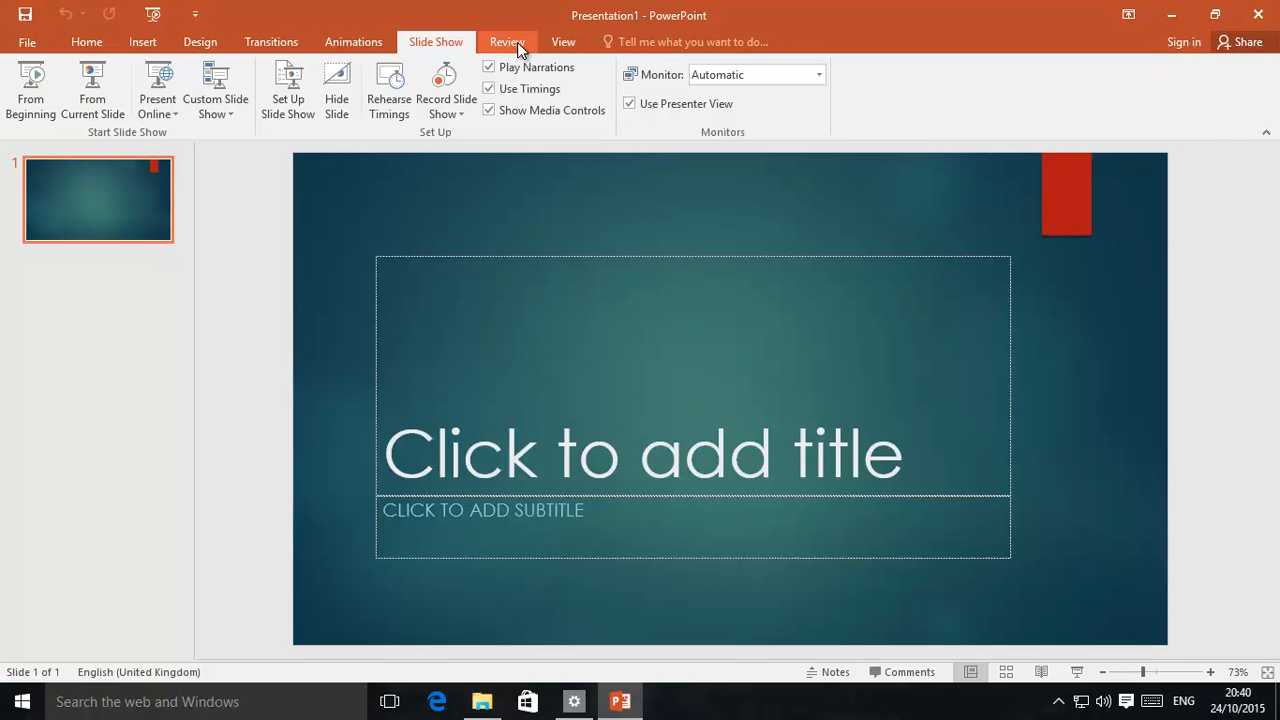 Presentation1 - PowerPoint
File Home Insert Design Transitions Animations Slide Show Review View Tell me what you want to do... Sign in Share
From Beginning
From Current Slide
Present Online
Custom Slide Show
Start Slide Show
Set Up Slide Show
Hide Slide
Rehearse Timings
Record Slide Show
Play Narrations
Use Timings
Show Media Controls
Set Up
Monitor: Automatic
Use Presenter View
Monitors
1
Click to add title
CLICK TO ADD SUBTITLE
Slide 1 of 1 English (United Kingdom) Notes Comments 73%
Search the web and Windows
ENG
20:40
24/10/2015